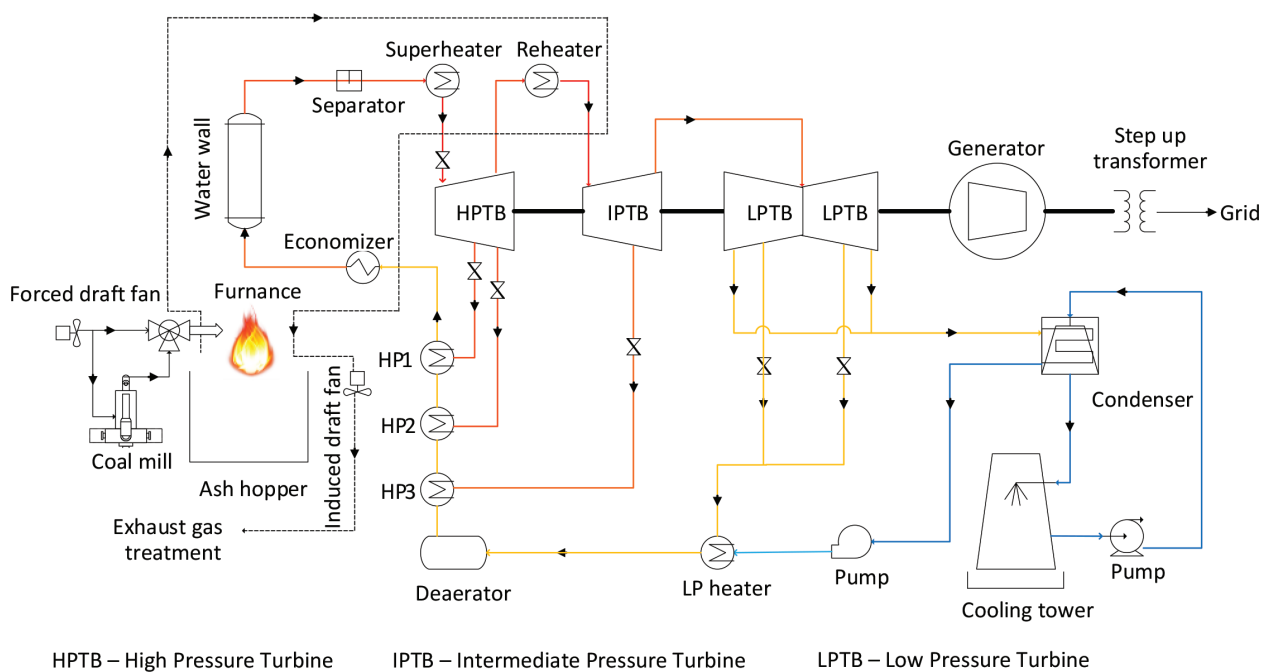 Superheater
Reheater
Separator
Water wall
Generator
Step up
transformer
HPTB
IPTB
LPTB
LPTB
Grid
Economizer
Forced draft fan
Furnance
HP1
Induced draft fan
Condenser
HP2
Coal mill
HP3
Ash hopper
Exhaust gas
treatment
Deaerator
LP heater
Pump
Pump
Cooling tower
HPTB – High Pressure Turbine
IPTB – Intermediate Pressure Turbine
LPTB – Low Pressure Turbine